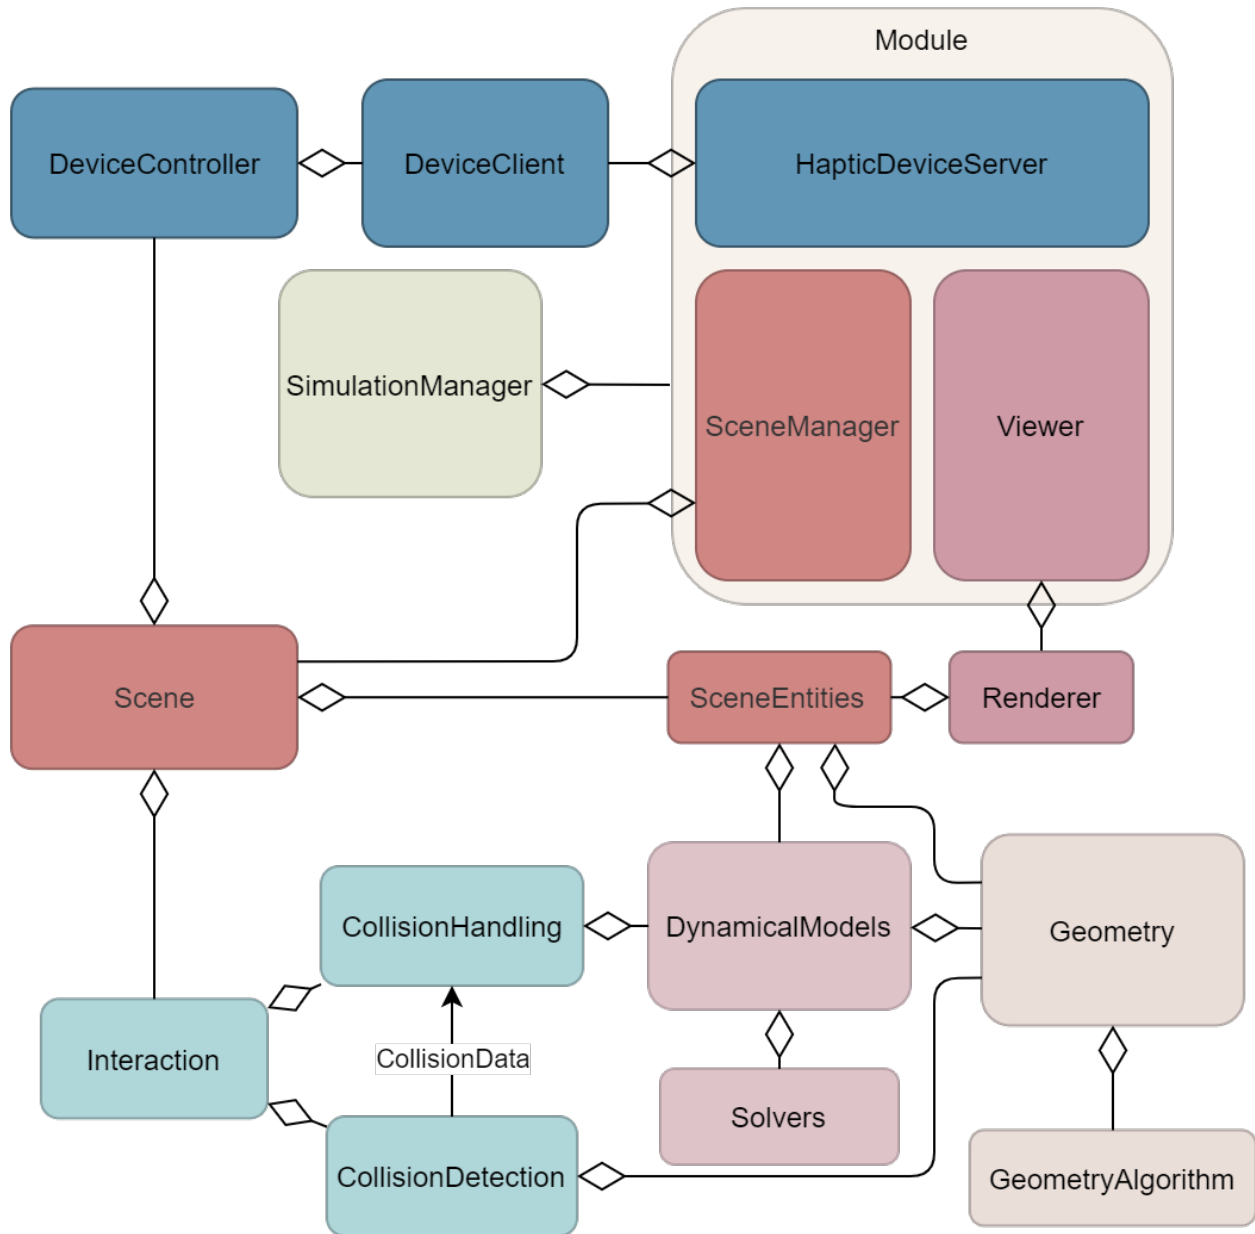 Module
DeviceController
DeviceClient
HapticDeviceServer
SimulationManager
SceneManager
Viewer
Scene
SceneEntities
Renderer
CollisionHandling
DynamicalModels
Geometry
Interaction
CollisionData
Solvers
CollisionDetection
GeometryAlgorithm